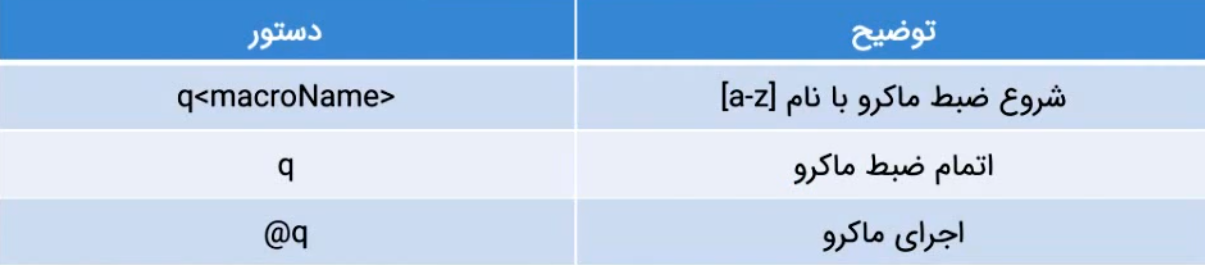 توضیح دستور
شروع ضبط ماکرو با نام [a-z] q<macroName>
اتمام ضبط ماکرو q
اجرای ماکرو @q